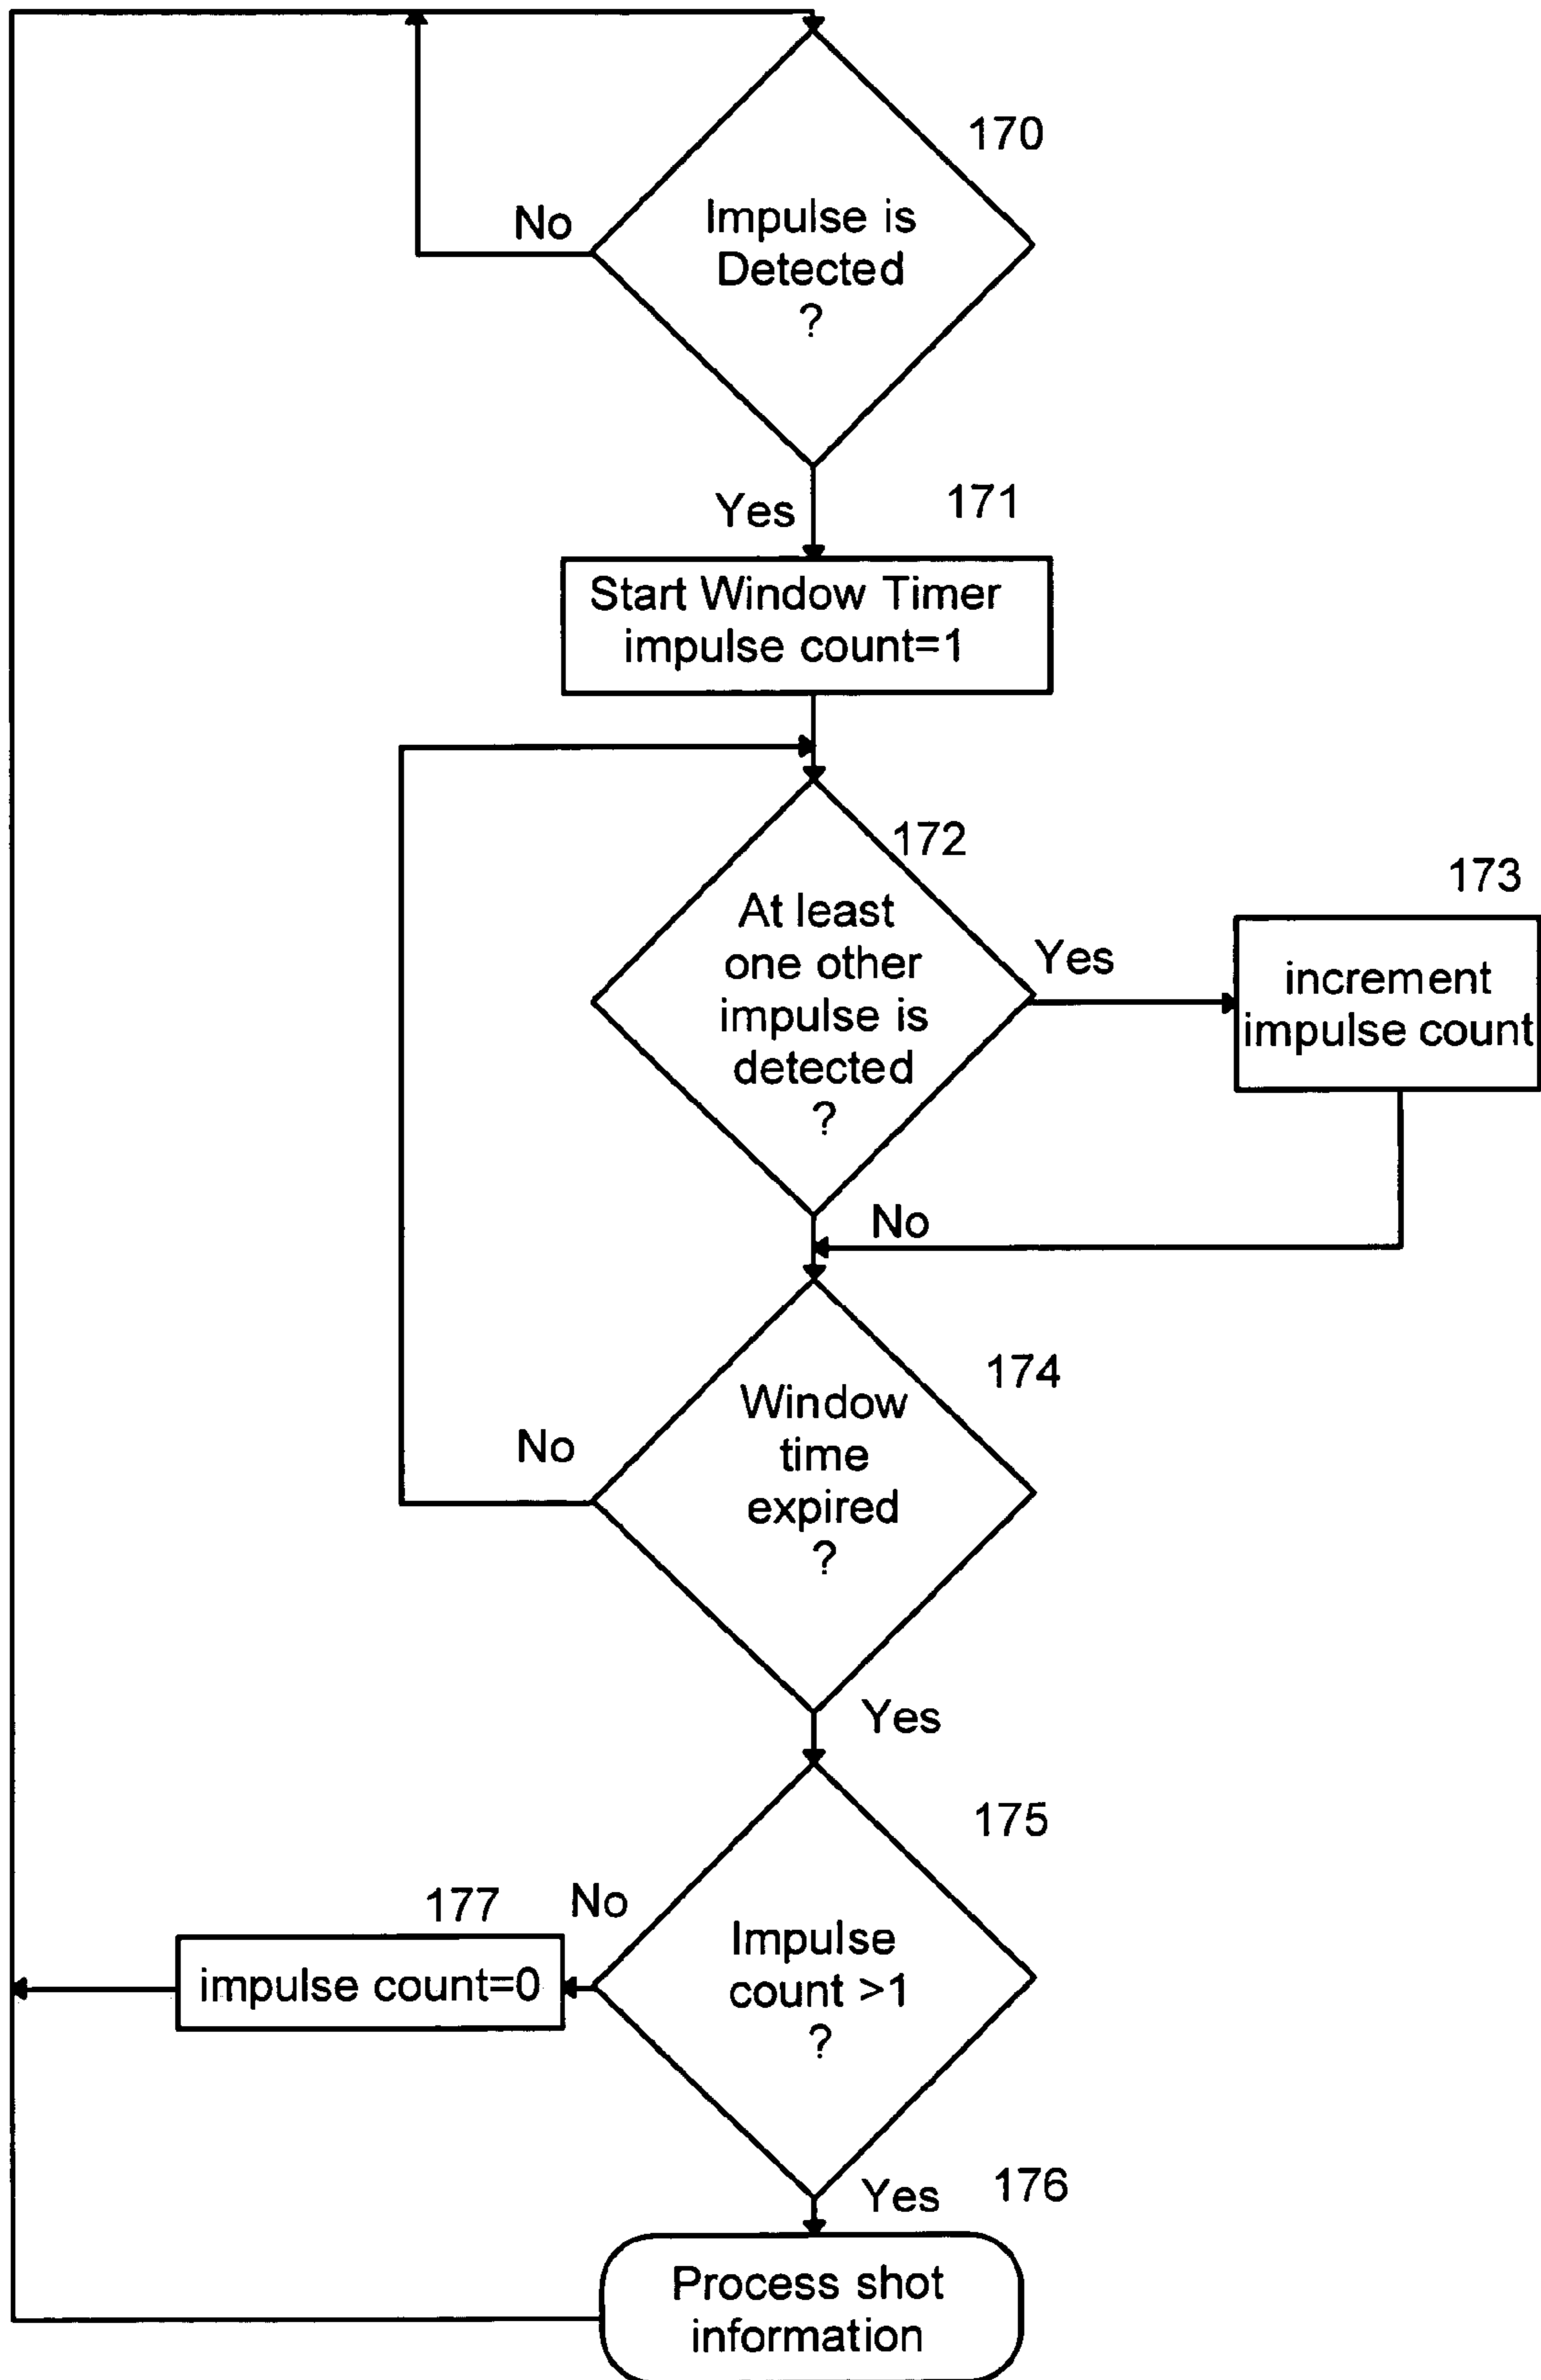 170
No
Impulse is
Detected
?
Yes
171
Start Window Timer
impulse count=1
172
173
At least
one other
impulse is
detected
?
Yes
increment
impulse count
No
174
Window
time
expired
?
No
Yes
175
177
No
Impulse
count >1
?
impulse count=0
Yes
176
Process shot
information